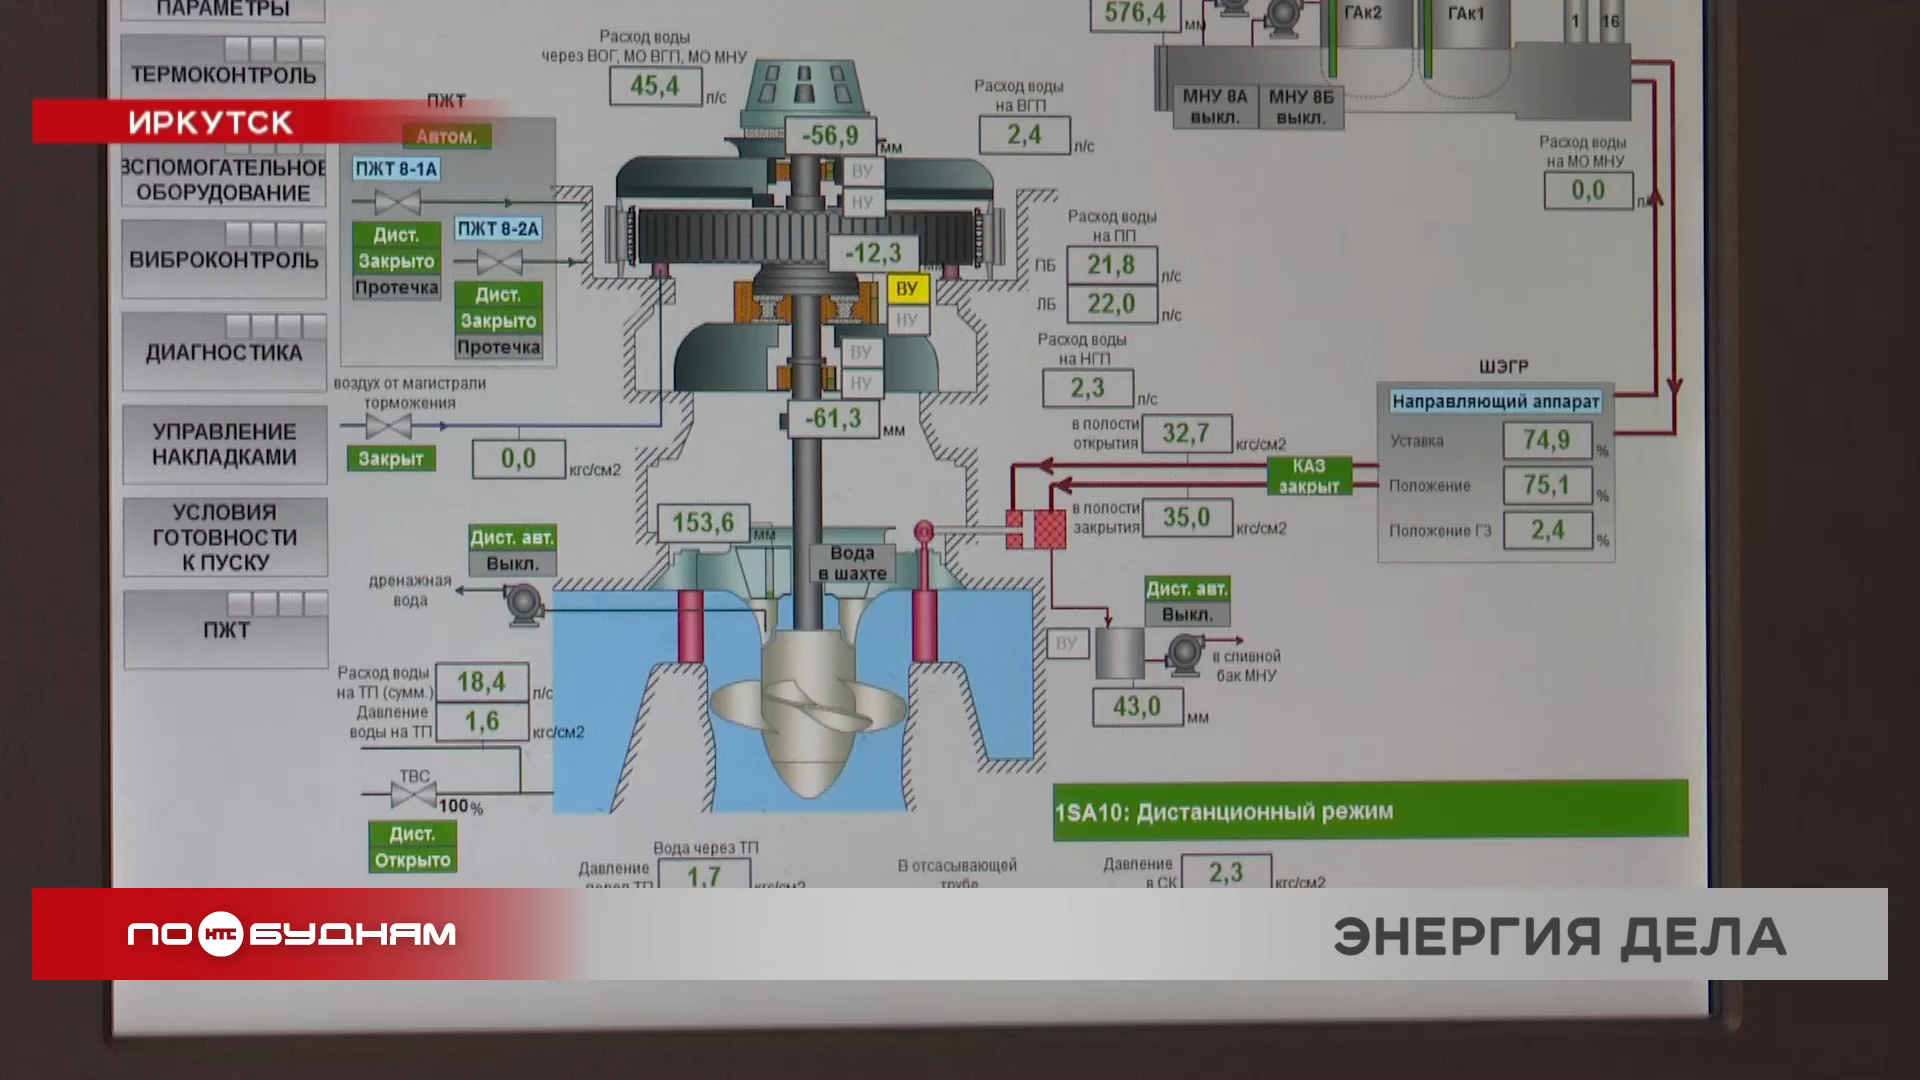 ПАРАМЕТРЫ
ТЕРМОКОНТРОЛЬ
ИРКУТСК
ВСПОМОГАТЕЛЬНОЕ
ОБОРУДОВАНИЕ
ВИБРОКОНТРОЛЬ
ДИАГНОСТИКА
УПРАВЛЕНИЕ
НАКЛАДКАМИ
УСЛОВИЯ
ГОТОВНОСТИ
К ПУСКУ
ПЖТ
ПЖТ
Автом.
ПЖТ 8-1А
Дист.
Закрыто
Протечка
ПЖТ 8-2А
Дист.
Закрыто
Протечка
воздух от магистрали
торможения
Закрыт
0,0 кгс/см2
Расход воды
через ВОГ, МО ВГП, МО МНУ
45,4 л/с
-56,9 мм
ВУ
НУ
-12,3 мм
ВУ
НУ
ВУ
НУ
-61,3 мм
153,6 мм
Вода
в шахте
Дист. авт.
Выкл.
дренажная
вода
Расход воды
на ТП (сумм.) 18,4 л/с
Давление
воды на ТП 1,6 кгс/см2
ТВС
100%
Дист.
Открыто
Вода через ТП
Давление
перед ТП 1,7 кгс/см2
В отсасывающей
трубе
Давление
в СК 2,3 кгс/см2
Расход воды
на ВГП
2,4 л/с
Расход воды
на ПП
ПБ 21,8 л/с
ЛБ 22,0 л/с
Расход воды
на НГП
2,3 л/с
в полости
открытия 32,7 кгс/см2
в полости
закрытия 35,0 кгс/см2
КАЗ
закрыт
ВУ
Дист. авт.
Выкл.
в сливной
бак МНУ
43,0 мм
576,4 мм
ГАк2
ГАк1
1
16
МНУ 8А
выкл.
МНУ 8Б
выкл.
Расход воды
на МО МНУ
0,0
ШЭГР
Направляющий аппарат
Уставка 74,9 %
Положение 75,1 %
Положение ГЗ 2,4 %
1SA10: Дистанционный режим
ПО НТС БУДНЯМ
ЭНЕРГИЯ ДЕЛА